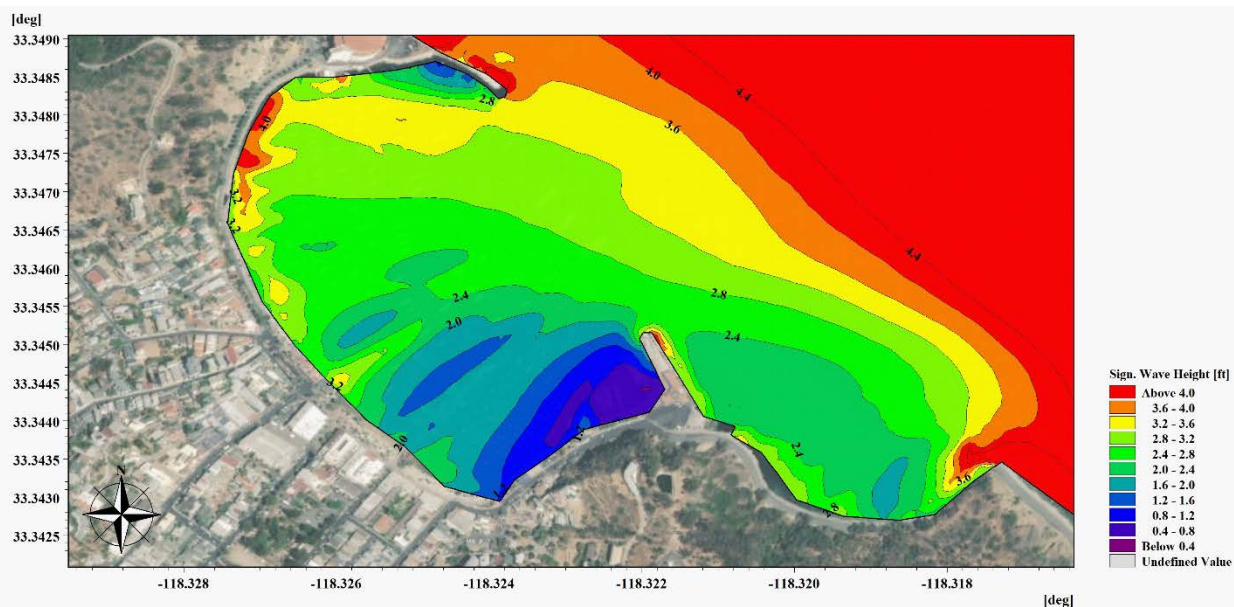 [deg]
33.3490
33.3485
33.3480
33.3475
33.3470
33.3465
33.3460
33.3455
33.3450
33.3445
33.3440
33.3435
33.3430
33.3425
4.0
4.4
2.8
3.6
4.0
3.2
3.2
4.4
2.8
2.4
2.0
2.4
3.2
2.0
2.4
3.6
2.8
N
Sign. Wave Height [ft]
Above 4.0
3.6 - 4.0
3.2 - 3.6
2.8 - 3.2
2.4 - 2.8
2.0 - 2.4
1.6 - 2.0
1.2 - 1.6
0.8 - 1.2
0.4 - 0.8
Below 0.4
Undefined Value
-118.328 -118.326 -118.324 -118.322 -118.320 -118.318
[deg]